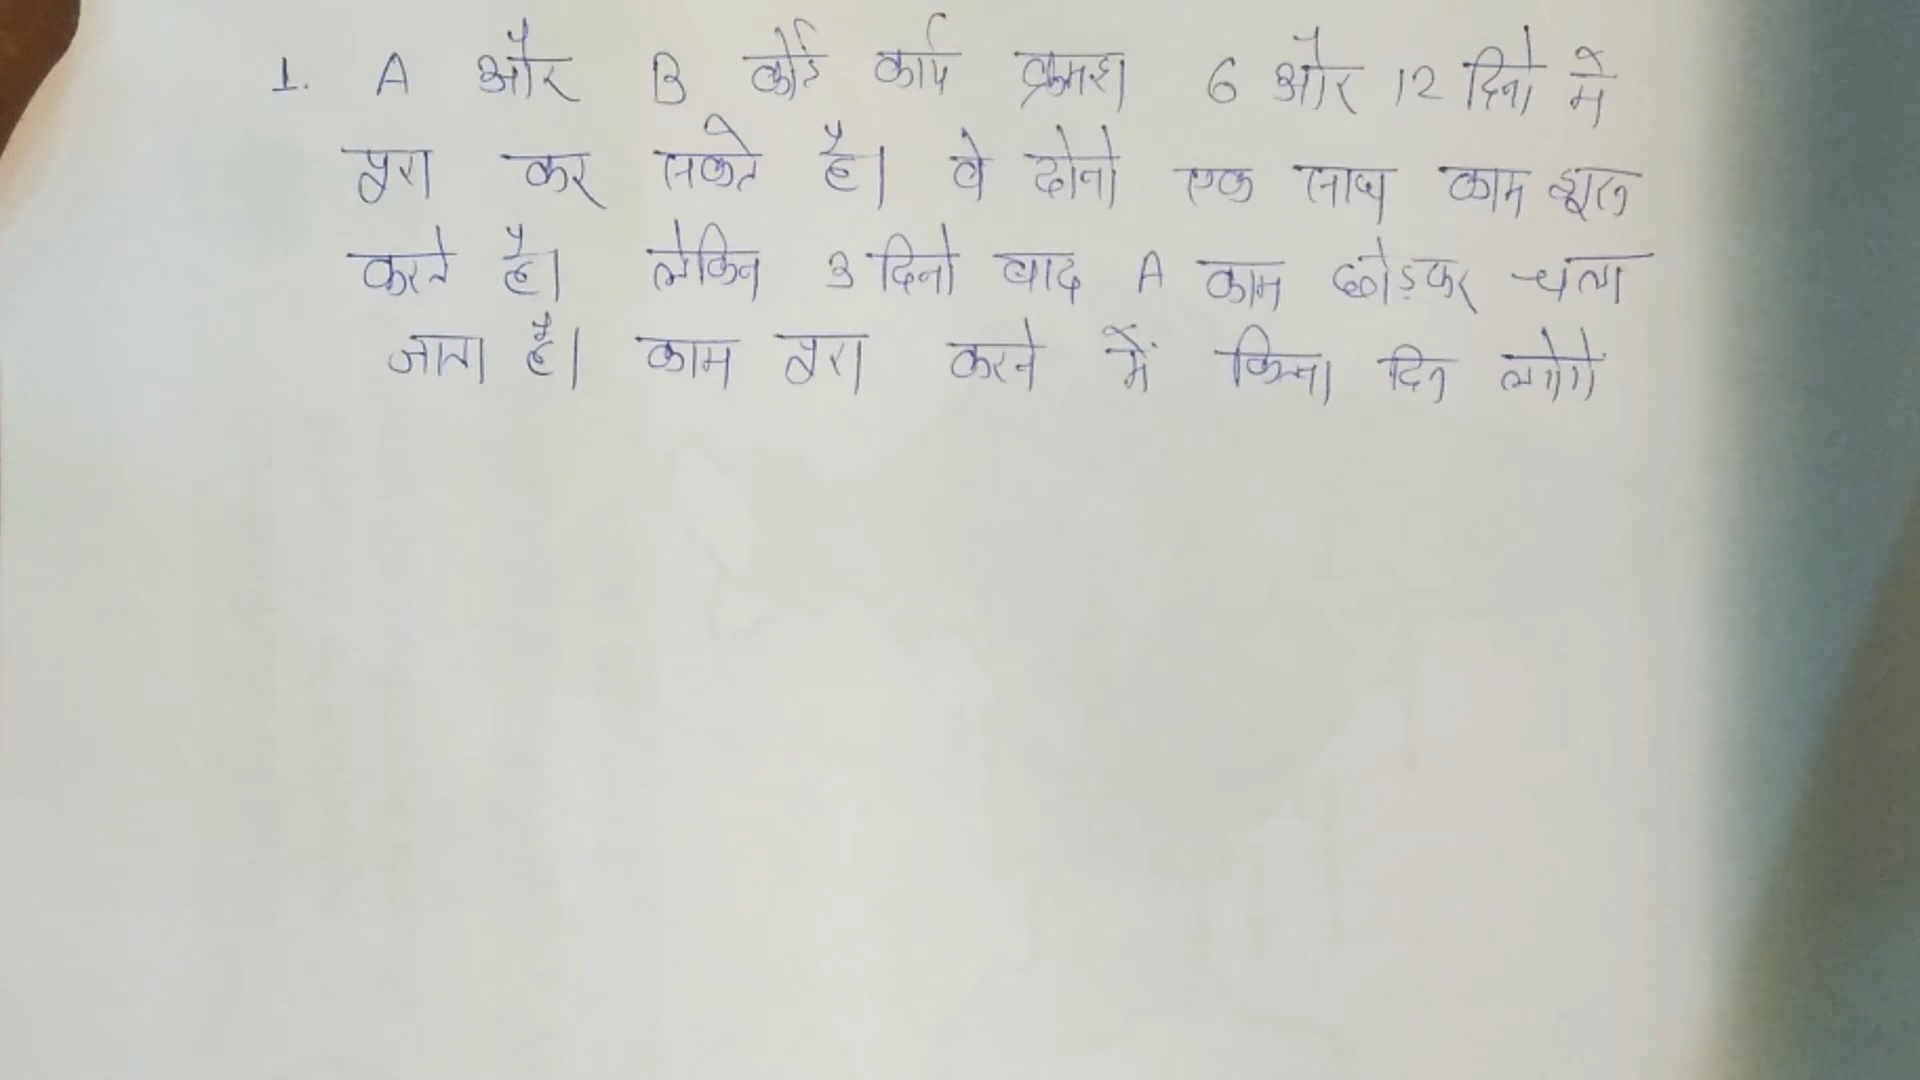 1. A और B कोई कार्य क्रमशः 6 और 12 दिनो में
पूरा कर सकते है। वे दोनो एक साथ काम शुरू
करते है। लेकिन 3 दिनो बाद A काम छोड़कर चला
जाता है। काम पूरा करने में कितना दिन लगेगे